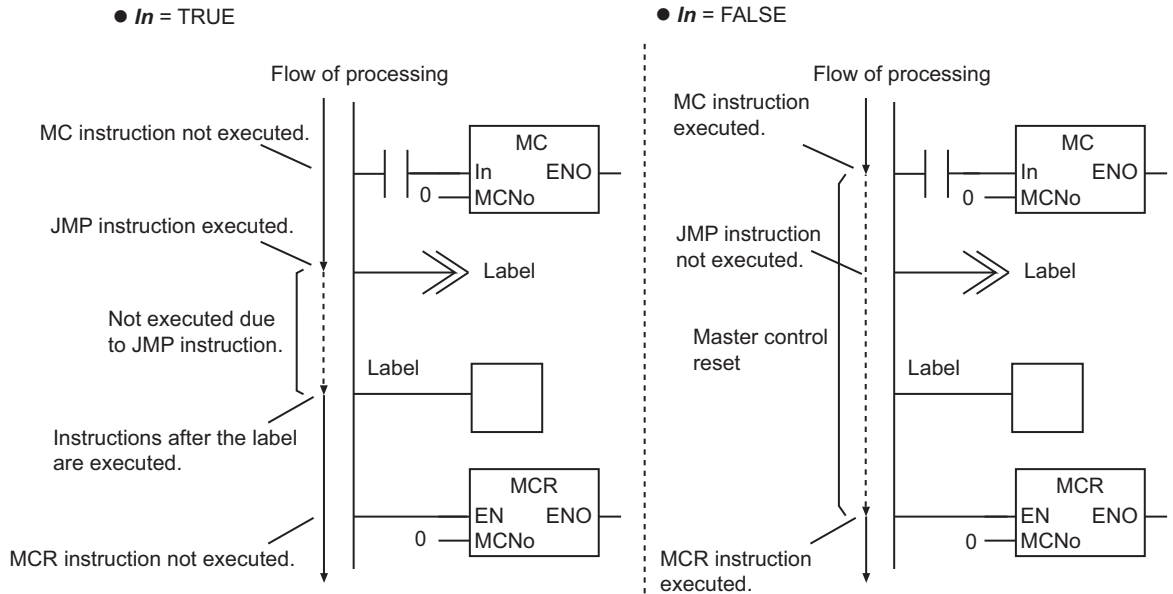 ● In = TRUE
Flow of processing
MC instruction not executed.
MC
In ENO
0 MCNo
JMP instruction executed.
Label
Not executed due
to JMP instruction.
Label
Instructions after the label
are executed.
MCR
EN ENO
0 MCNo
MCR instruction not executed.
● In = FALSE
Flow of processing
MC instruction
executed.
MC
In ENO
0 MCNo
JMP instruction
not executed.
Label
Master control
reset
Label
MCR
EN ENO
0 MCNo
MCR instruction
executed.